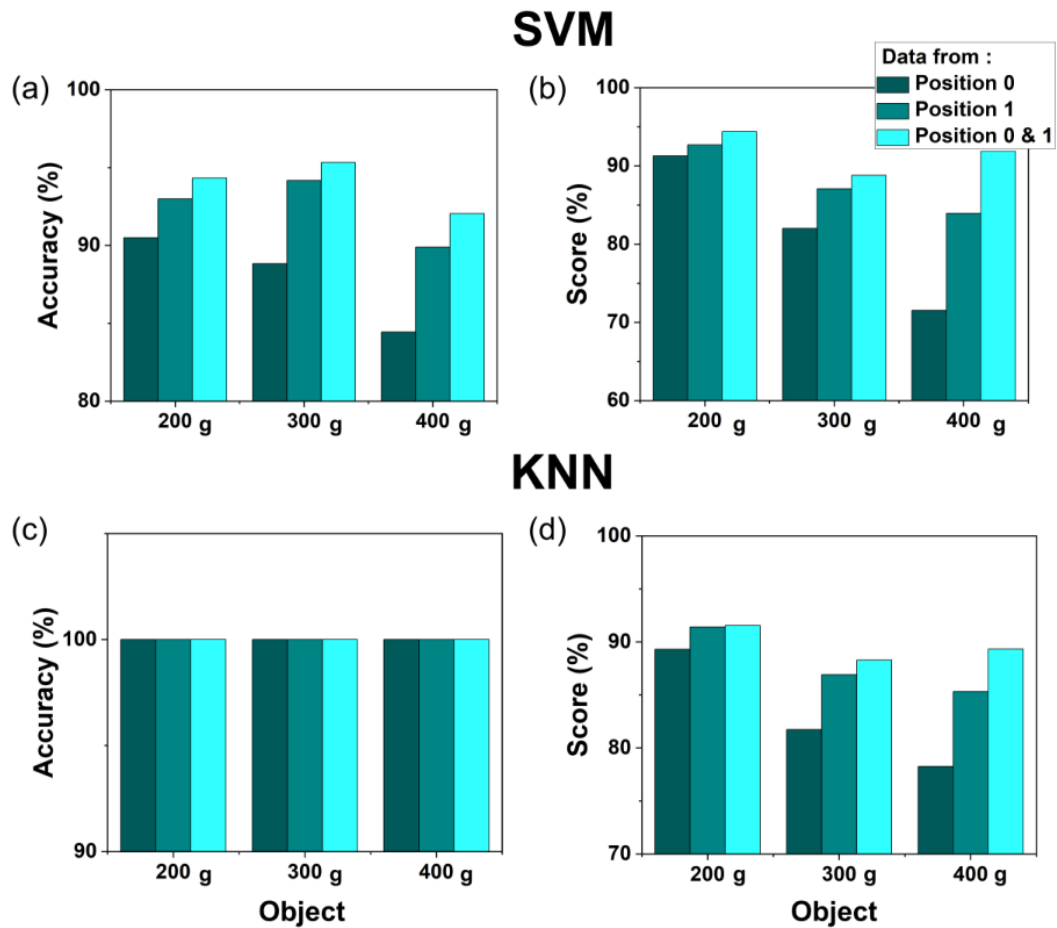 SVM
Data from :
Position 0
Position 1
Position 0 & 1
(a)
100
90
80
Accuracy (%)
200 g
300 g
400 g
(b)
100
90
80
70
60
Score (%)
200 g
300 g
400 g
KNN
(c)
100
90
Accuracy (%)
200 g
300 g
400 g
Object
(d)
100
90
80
70
Score (%)
200 g
300 g
400 g
Object